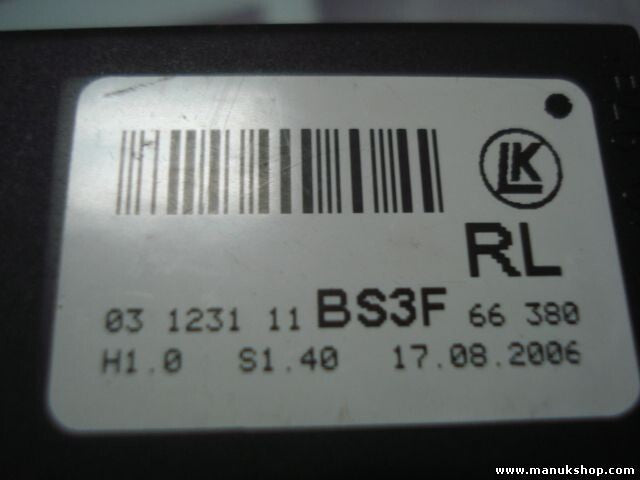 LK
RL
03 1231 11 BS3F 66 380
H1.0 S1.40 17.08.2006
www.manukshop.com